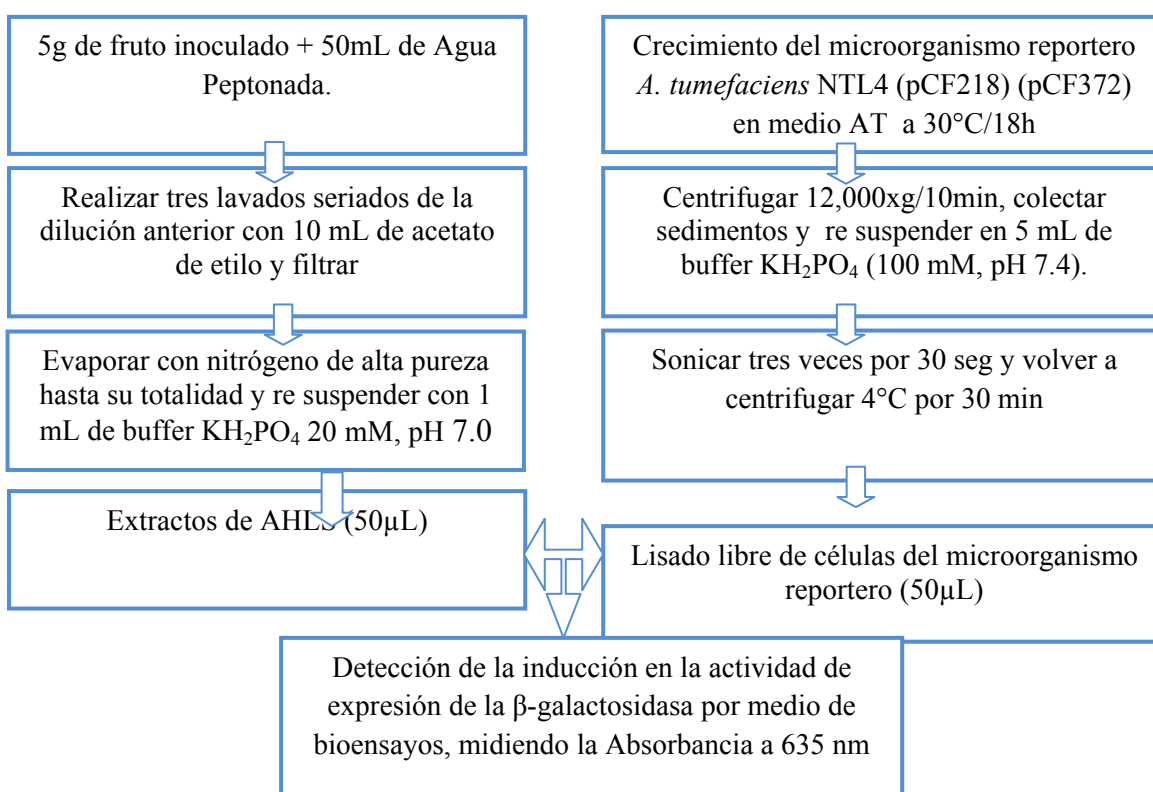 5g de fruto inoculado + 50mL de Agua
Peptonada.
Realizar tres lavados seriados de la
dilución anterior con 10 mL de acetato
de etilo y filtrar
Evaporar con nitrógeno de alta pureza
hasta su totalidad y re suspender con 1
mL de buffer KH₂PO₄ 20 mM, pH 7.0
Extractos de AHLS (50µL)
Crecimiento del microorganismo reportero
A. tumefaciens NTL4 (pCF218) (pCF372)
en medio AT a 30°C/18h
Centrifugar 12,000xg/10min, colectar
sedimentos y re suspender en 5 mL de
buffer KH₂PO₄ (100 mM, pH 7.4).
Sonicar tres veces por 30 seg y volver a
centrifugar 4°C por 30 min
Lisado libre de células del microorganismo
reportero (50µL)
Detección de la inducción en la actividad de
expresión de la β-galactosidasa por medio de
bioensayos, midiendo la Absorbancia a 635 nm